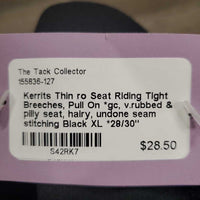 The Tack Collector
155836-127
Kerrits Thin ro Seat Riding Tight
Breeches, Pull On *gc, v.rubbed &
pilly seat, hairy, undone seam
stitching Black XL *28/30"
$28.50
S42RK7